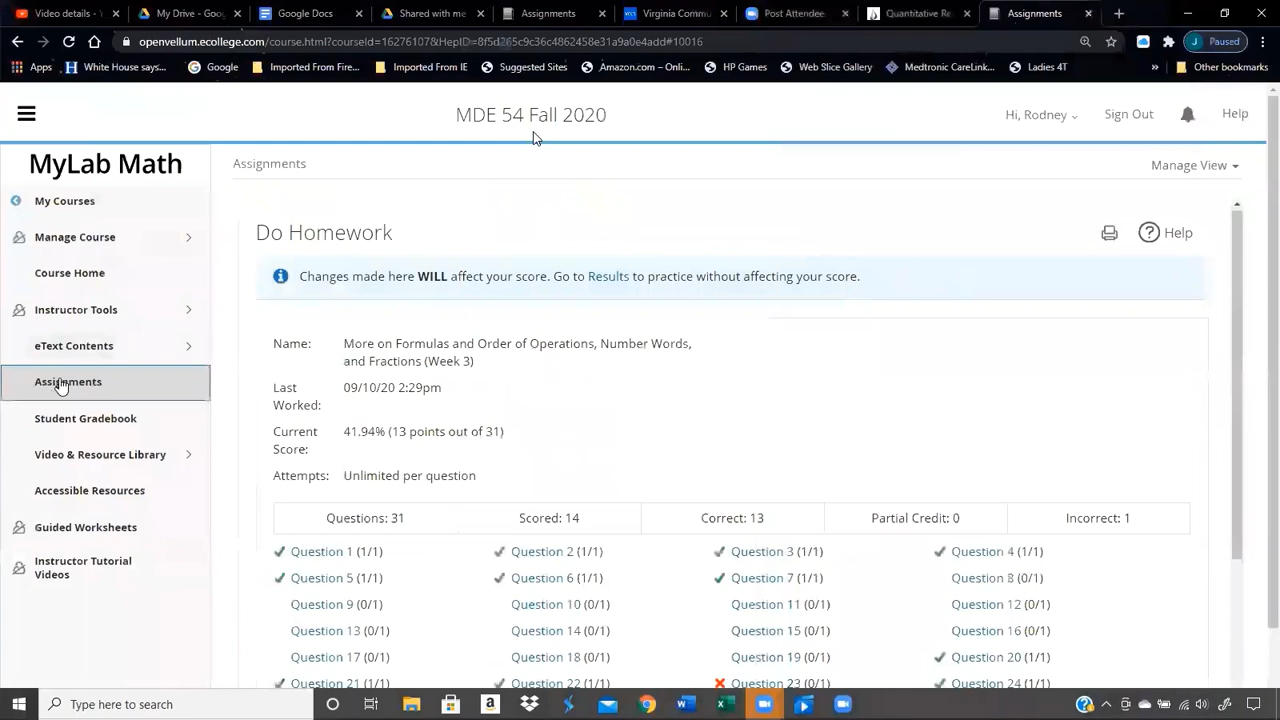 YouTube Video -
My Drive - Goog
Google Docs
Shared with me
Assignments
Virginia Commu
Post Attendee -
Quantitative Re
Assignments
openvellum.ecollege.com/course.html?courseId=16276107&HepID=8f5d265c9c36c4862458e31a9a0e4add#10016
J Paused
Apps
White House says...
Google
Imported From Fire...
Imported From IE
Suggested Sites
Amazon.com – Onli...
HP Games
Web Slice Gallery
Medtronic CareLink...
Ladies 4T
»
Other bookmarks
MDE 54 Fall 2020
Hi, Rodney
Sign Out
Help
MyLab Math
My Courses
Manage Course
Course Home
Instructor Tools
eText Contents
Assignments
Student Gradebook
Video & Resource Library
Accessible Resources
Guided Worksheets
Instructor Tutorial
Videos
Assignments
Manage View
Do Homework
Help
Changes made here WILL affect your score. Go to Results to practice without affecting your score.
Name: More on Formulas and Order of Operations, Number Words,
and Fractions (Week 3)
Last 09/10/20 2:29pm
Worked:
Current 41.94% (13 points out of 31)
Score:
Attempts: Unlimited per question
Questions: 31 Scored: 14 Correct: 13 Partial Credit: 0 Incorrect: 1
Question 1 (1/1) Question 2 (1/1) Question 3 (1/1) Question 4 (1/1)
Question 5 (1/1) Question 6 (1/1) Question 7 (1/1) Question 8 (0/1)
Question 9 (0/1) Question 10 (0/1) Question 11 (0/1) Question 12 (0/1)
Question 13 (0/1) Question 14 (0/1) Question 15 (0/1) Question 16 (0/1)
Question 17 (0/1) Question 18 (0/1) Question 19 (0/1) Question 20 (1/1)
Question 21 (1/1) Question 22 (1/1) Question 23 (0/1) Question 24 (1/1)
Type here to search